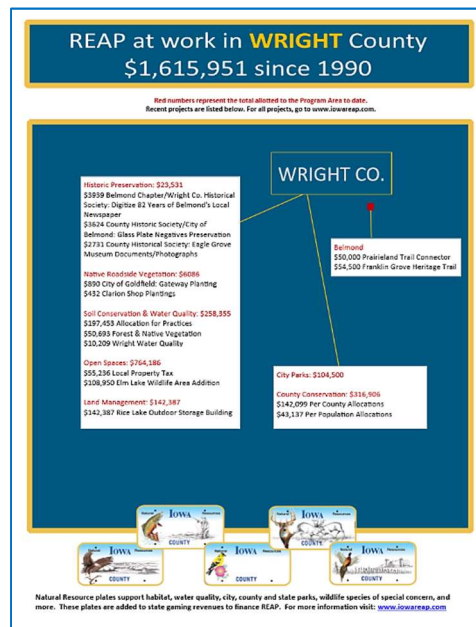 REAP at work in WRIGHT County
$1,615,951 since 1990
Red numbers represent the total allotted to the Program Area to date.
Recent projects are listed below. For all projects, go to www.iowareap.com.
WRIGHT CO.
Historic Preservation: $23,531
$3939 Belmond Chapter/Wright Co. Historical
Society: Digitize 82 Years of Belmond's Local
Newspaper
$3624 County Historic Society/City of
Belmond: Glass Plate Negatives Preservation
$2731 County Historical Society: Eagle Grove
Museum Documents/Photographs
Native Roadside Vegetation: $6086
$890 City of Goldfield: Gateway Planting
$432 Clarion Shop Plantings
Soil Conservation & Water Quality: $258,355
$197,453 Allocation for Practices
$50,693 Forest & Native Vegetation
$10,209 Wright Water Quality
Open Spaces: $764,186
$55,236 Local Property Tax
$108,950 Elm Lake Wildlife Area Addition
Land Management: $142,387
$142,387 Rice Lake Outdoor Storage Building
Belmond
$50,000 Prairieland Trail Connector
$54,500 Franklin Grove Heritage Trail
City Parks: $104,500
County Conservation: $316,906
$142,099 Per County Allocations
$43,137 Per Population Allocations
Natural Resources
IOWA
COUNTY
Natural Resources
IOWA
COUNTY
Natural Resources
IOWA
COUNTY
Natural Resources
IOWA
COUNTY
Natural Resources
IOWA
COUNTY
Natural Resource plates support habitat, water quality, city, county and state parks, wildlife species of special concern, and
more. These plates are added to state gaming revenues to finance REAP. For more information visit: www.iowareap.com